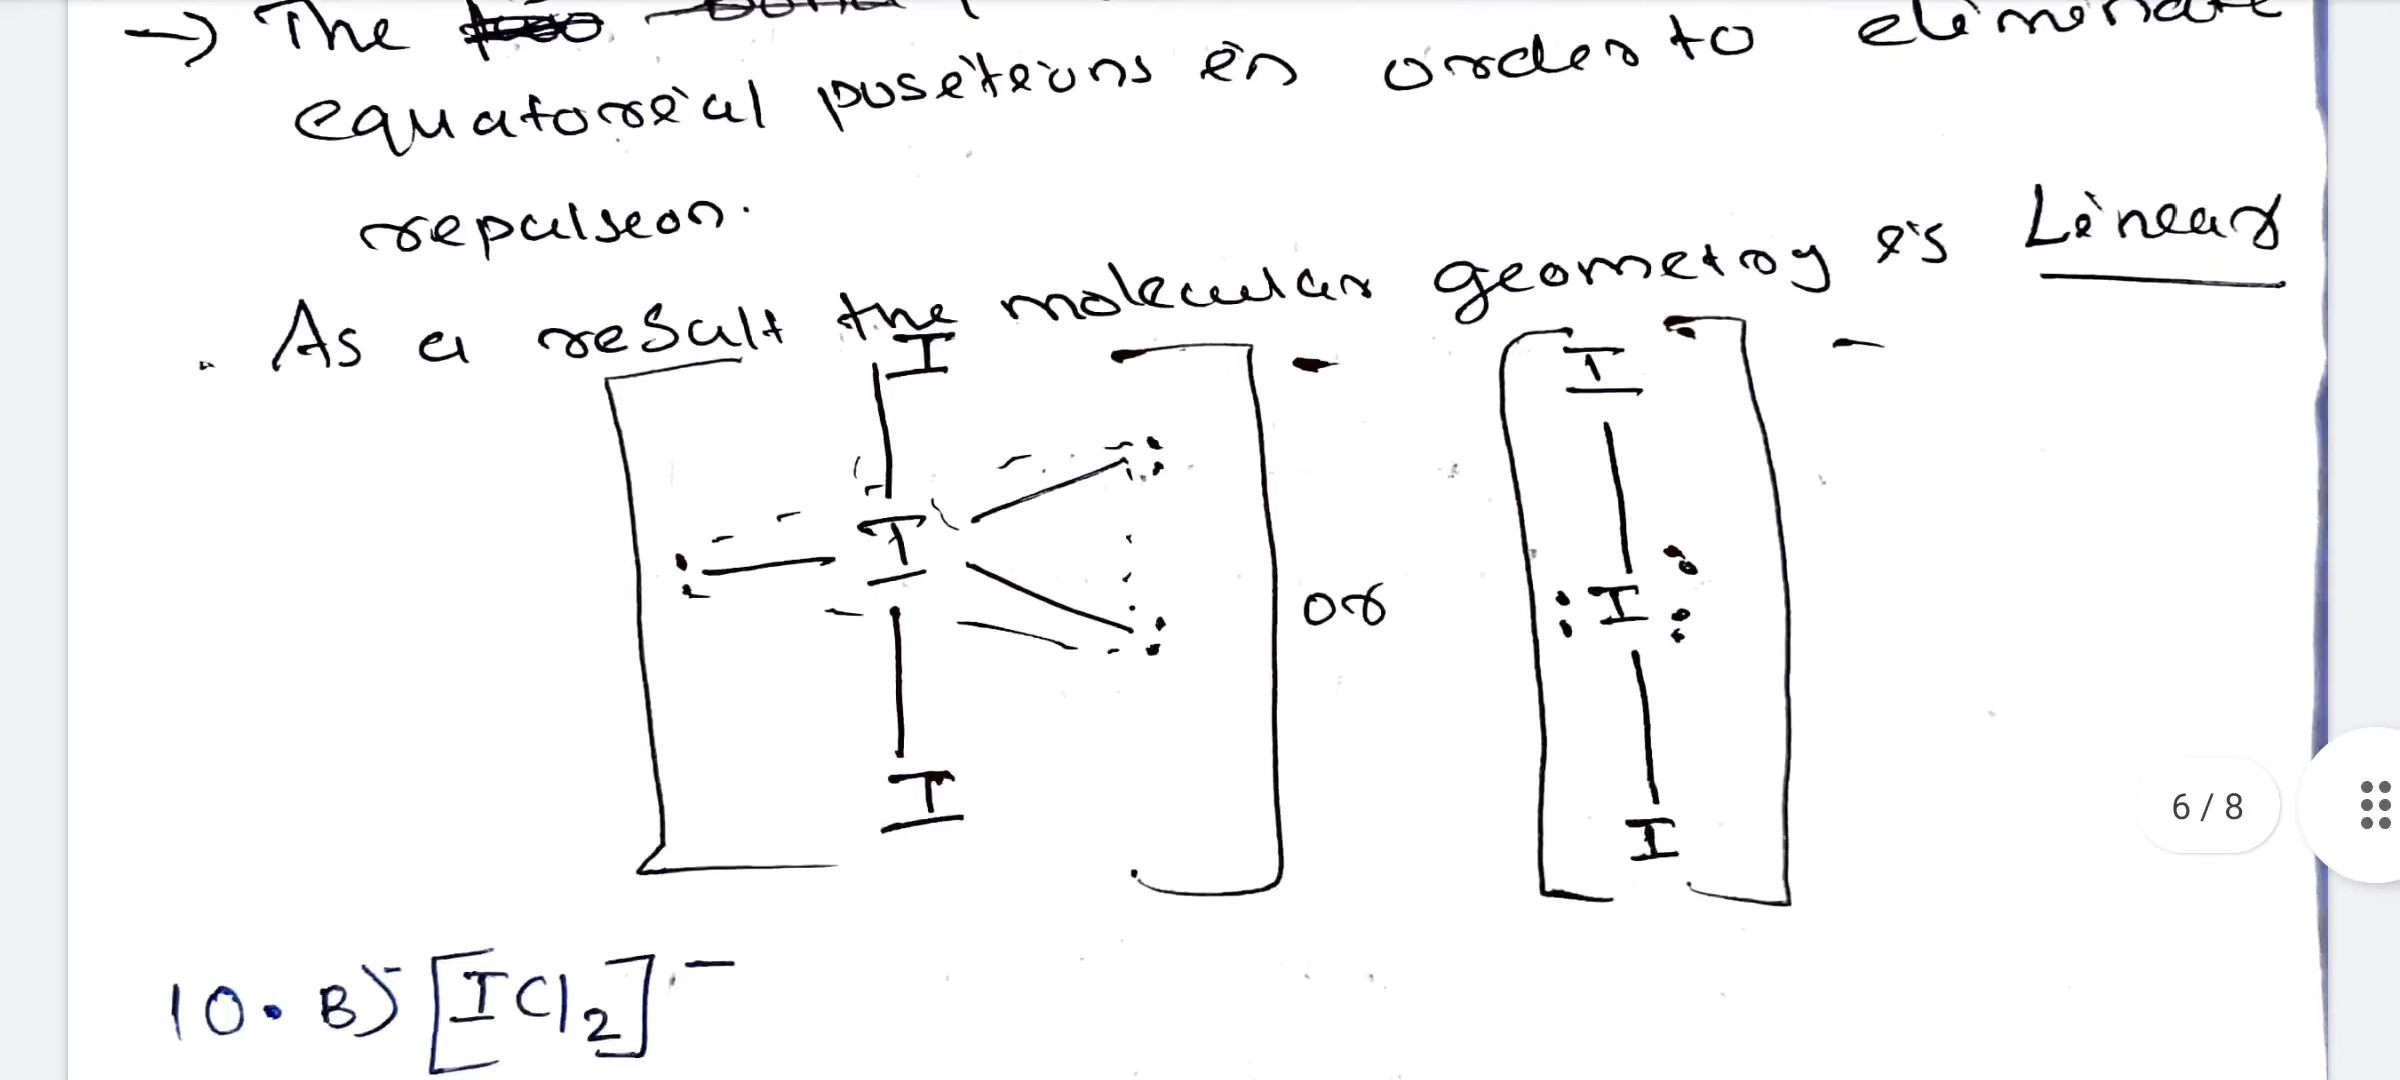 → The
equatorial positions in order to eliminate
repulsion.
. As a result the molecular geometry is Linear
I
I
I
or
I
: I :
I
6 / 8
10. B) [ICl2]-